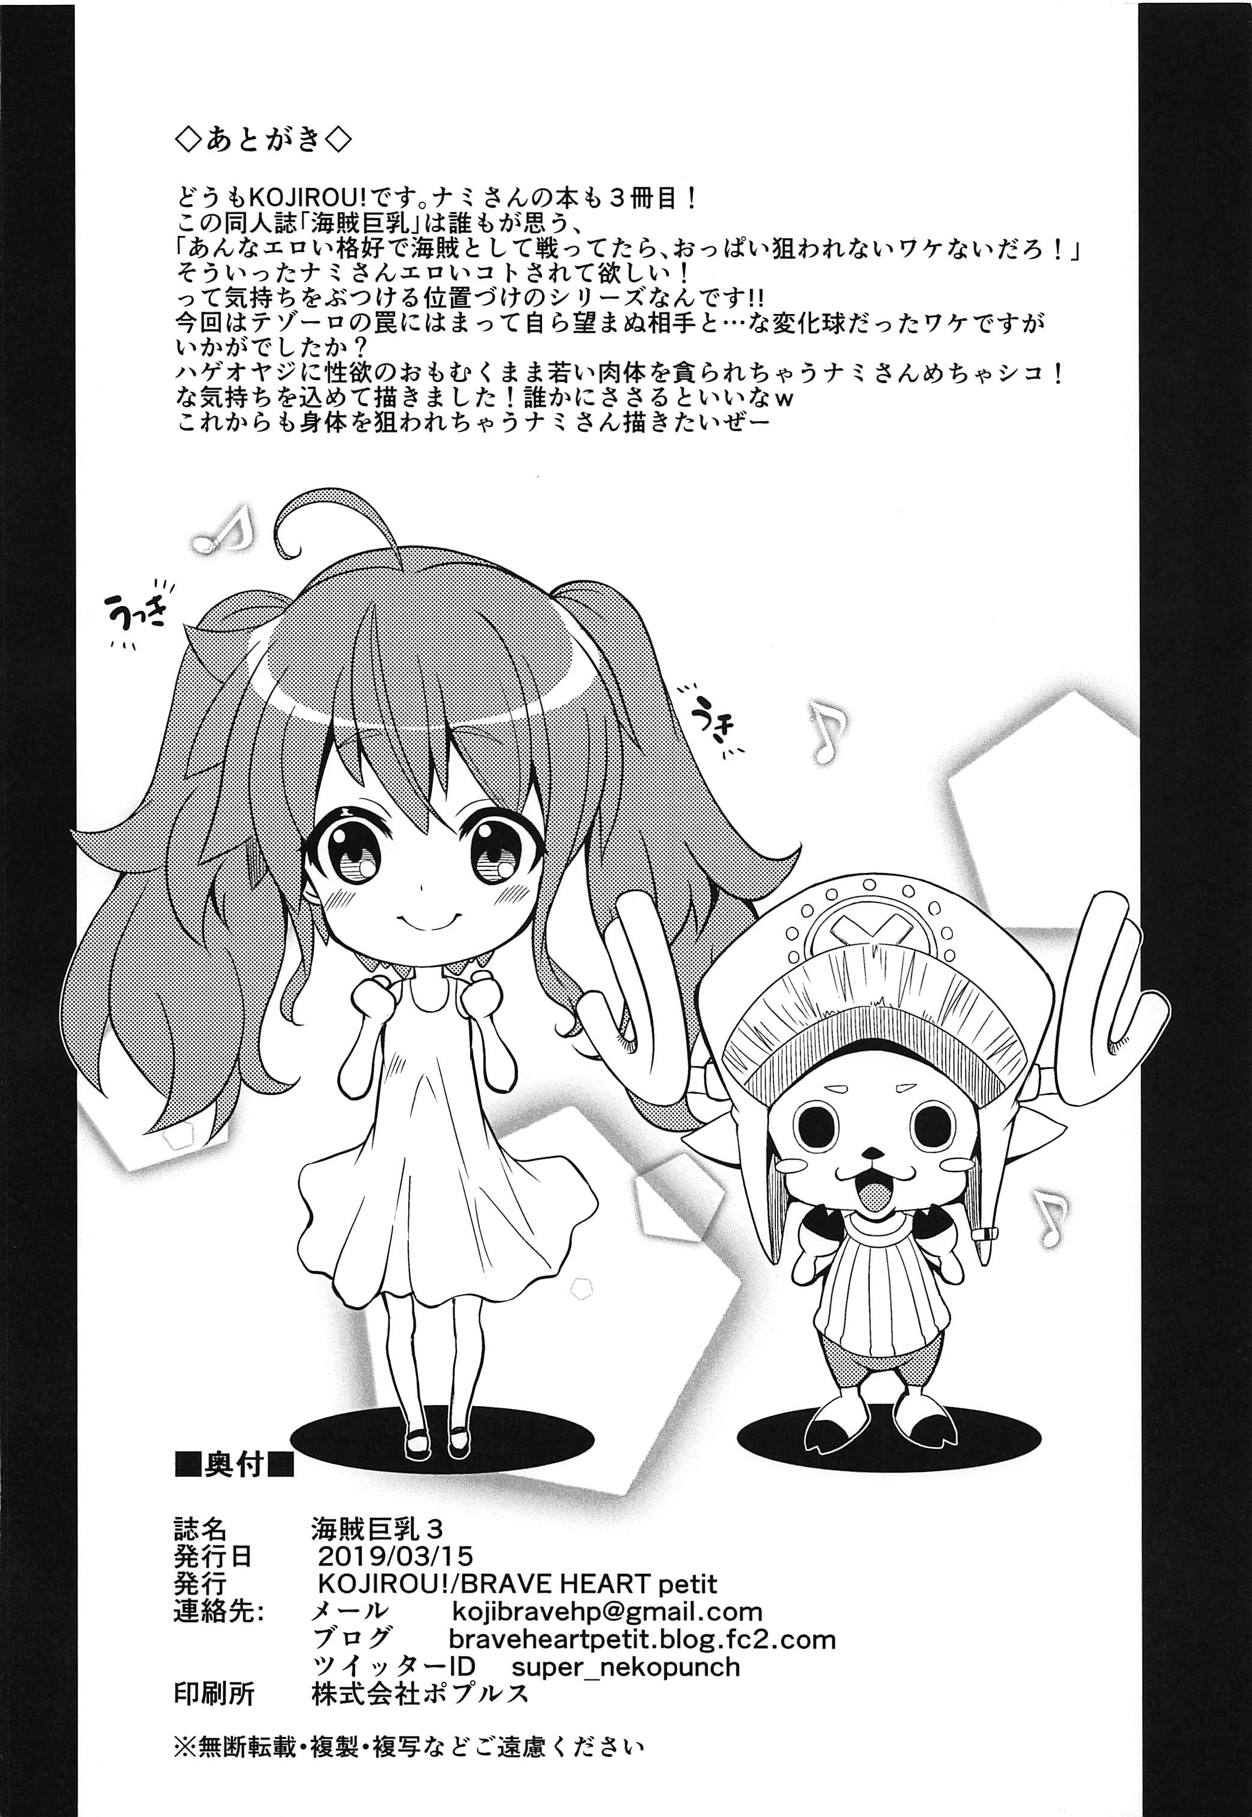 ◇あとがき◇
どうもKOJIROU!です。ナミさんの本も３冊目！
この同人誌「海賊巨乳」は誰もが思う、
「あんなエロい格好で海賊として戦ってたら、おっぱい狙われないワケないだろ！」
そういったナミさんエロいコトされて欲しい！
って気持ちをぶつける位置づけのシリーズなんです!!
今回はテゾーロの罠にはまって自ら望まぬ相手と…な変化球だったワケですが
いかがでしたか？
ハゲオヤジに性欲のおもむくまま若い肉体を貪られちゃうナミさんめちゃシコ！
な気持ちを込めて描きました！誰かにささるといいなｗ
これからも身体を狙われちゃうナミさん描きたいぜー
うっき
うキ
■奥付■
誌名 海賊巨乳３
発行日 2019/03/15
発行 KOJIROU!/BRAVE HEART petit
連絡先: メール kojibravehp@gmail.com
ブログ braveheartpetit.blog.fc2.com
ツイッターID super_nekopunch
印刷所 株式会社ポプルス
※無断転載・複製・複写などご遠慮ください